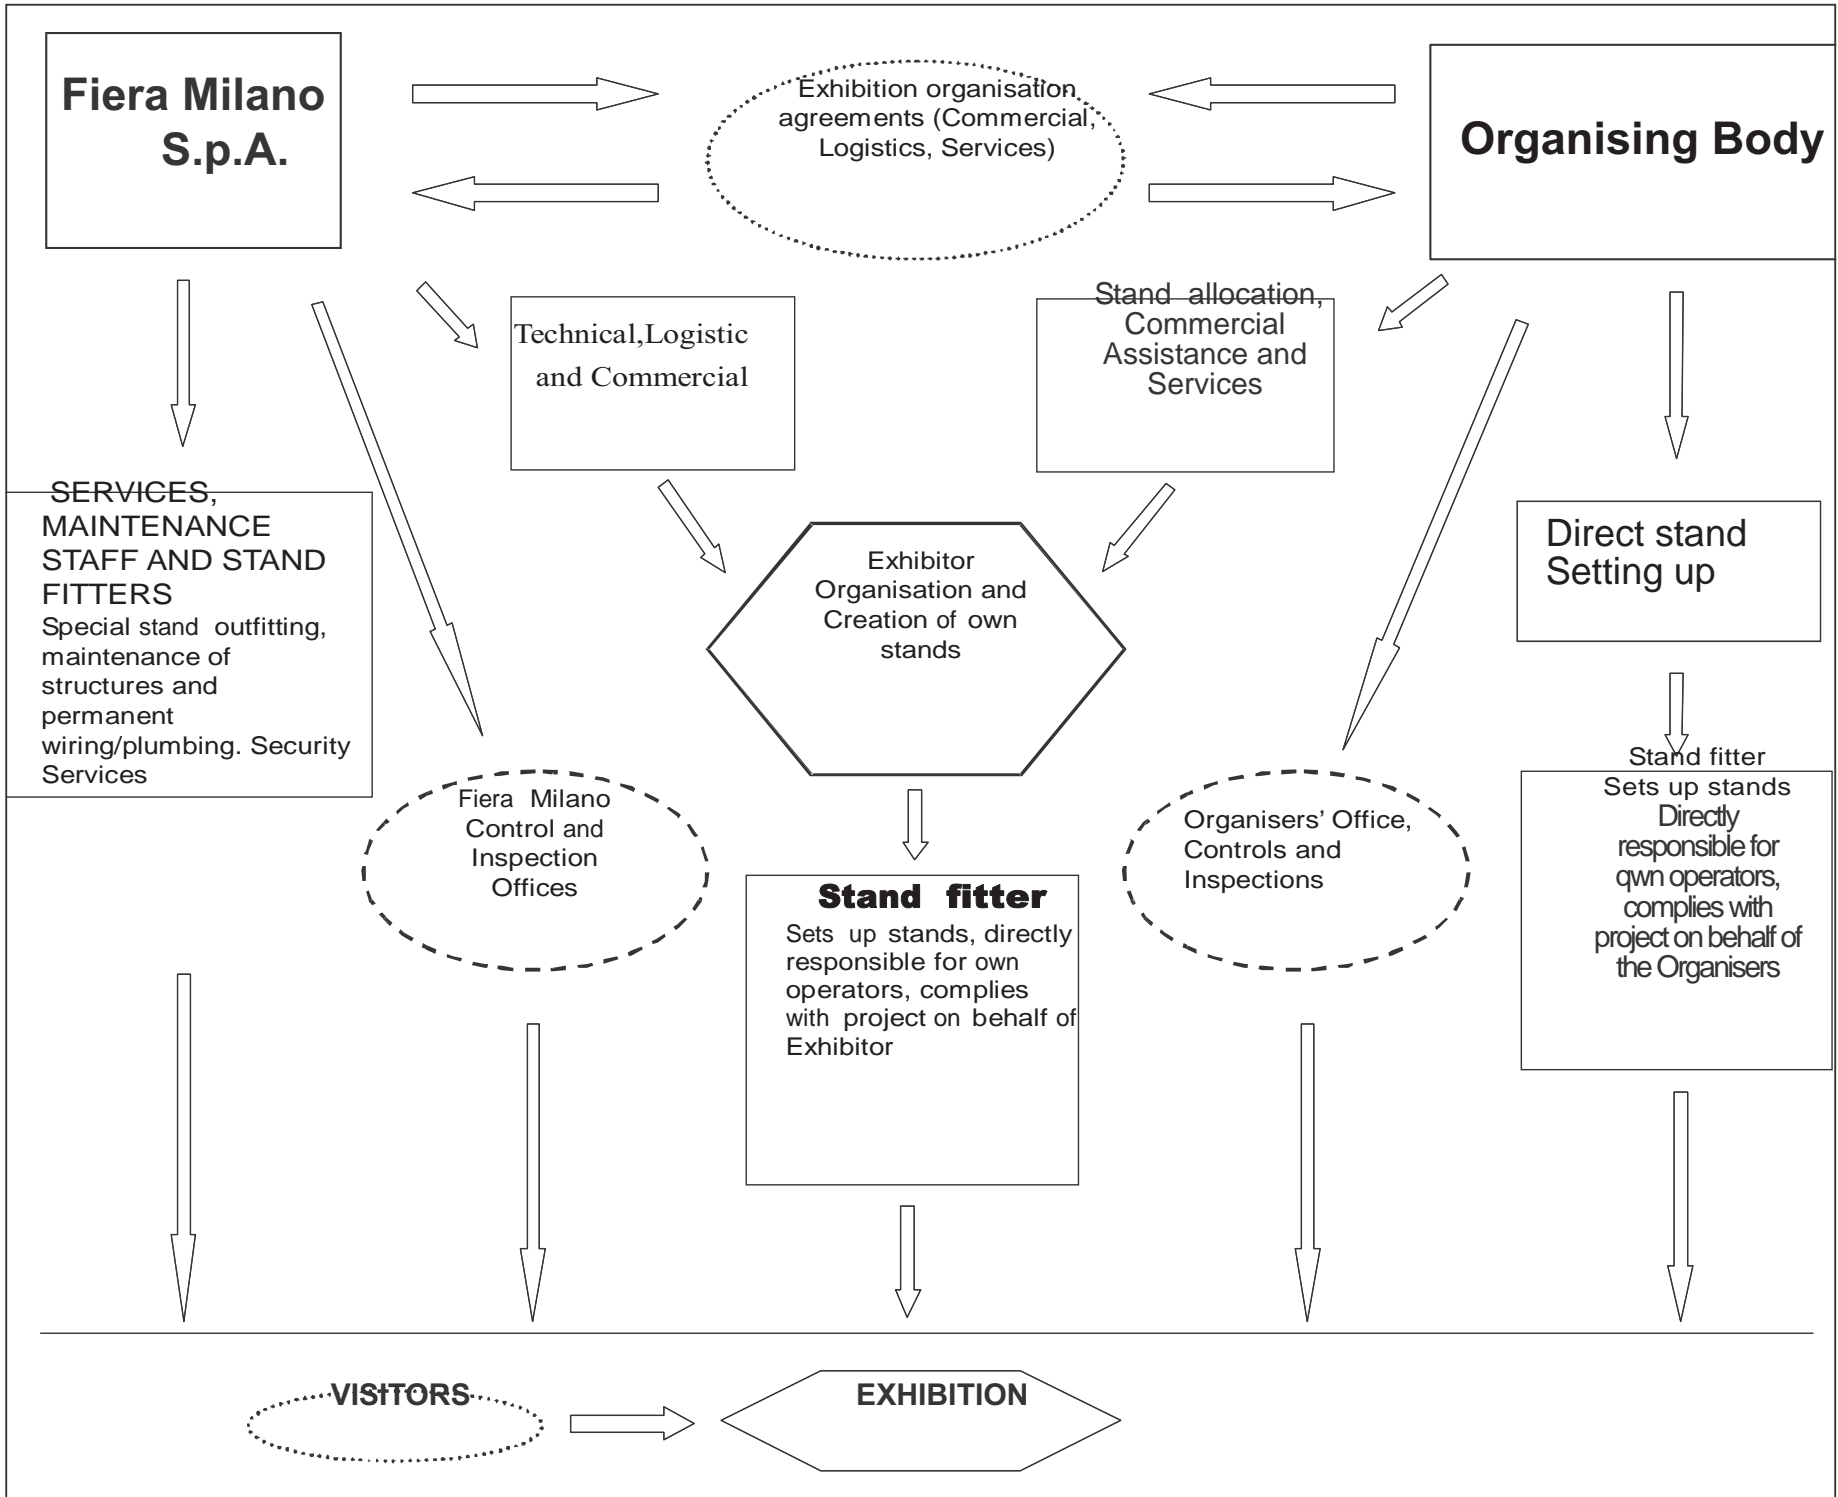 Fiera Milano
S.p.A.
Exhibition organisation
agreements (Commercial,
Logistics, Services)
Organising Body
Technical,Logistic
and Commercial
Stand allocation,
Commercial
Assistance and
Services
SERVICES,
MAINTENANCE
STAFF AND STAND
FITTERS
Special stand outfitting,
maintenance of
structures and
permanent
wiring/plumbing. Security
Services
Exhibitor
Organisation and
Creation of own
stands
Direct stand
Setting up
Fiera Milano
Control and
Inspection
Offices
Stand fitter
Sets up stands, directly
responsible for own
operators, complies
with project on behalf of
Exhibitor
Organisers’ Office,
Controls and
Inspections
Stand fitter
Sets up stands
Directly
responsible for
qwn operators,
complies with
project on behalf of
the Organisers
VISITORS
EXHIBITION